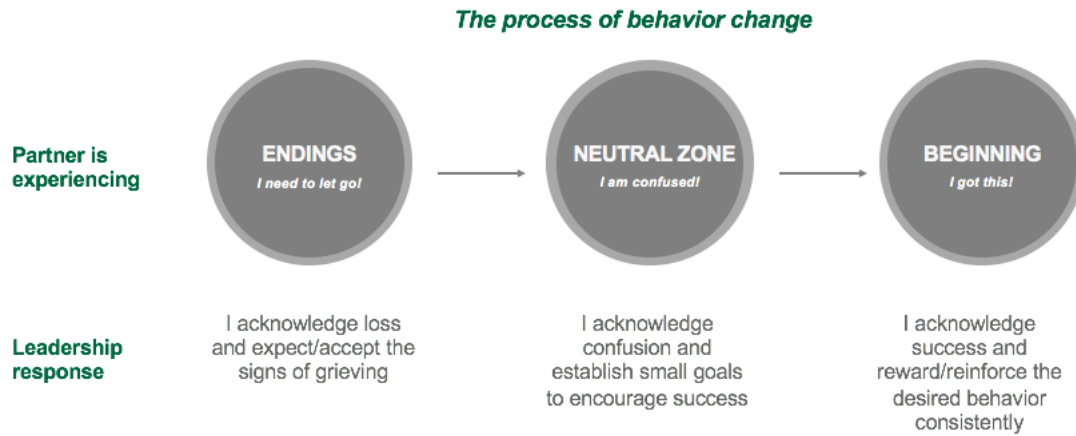 The process of behavior change
Partner is
experiencing
ENDINGS
I need to let go!
NEUTRAL ZONE
I am confused!
BEGINNING
I got this!
Leadership
response
I acknowledge loss
and expect/accept the
signs of grieving
I acknowledge
confusion and
establish small goals
to encourage success
I acknowledge
success and
reward/reinforce the
desired behavior
consistently